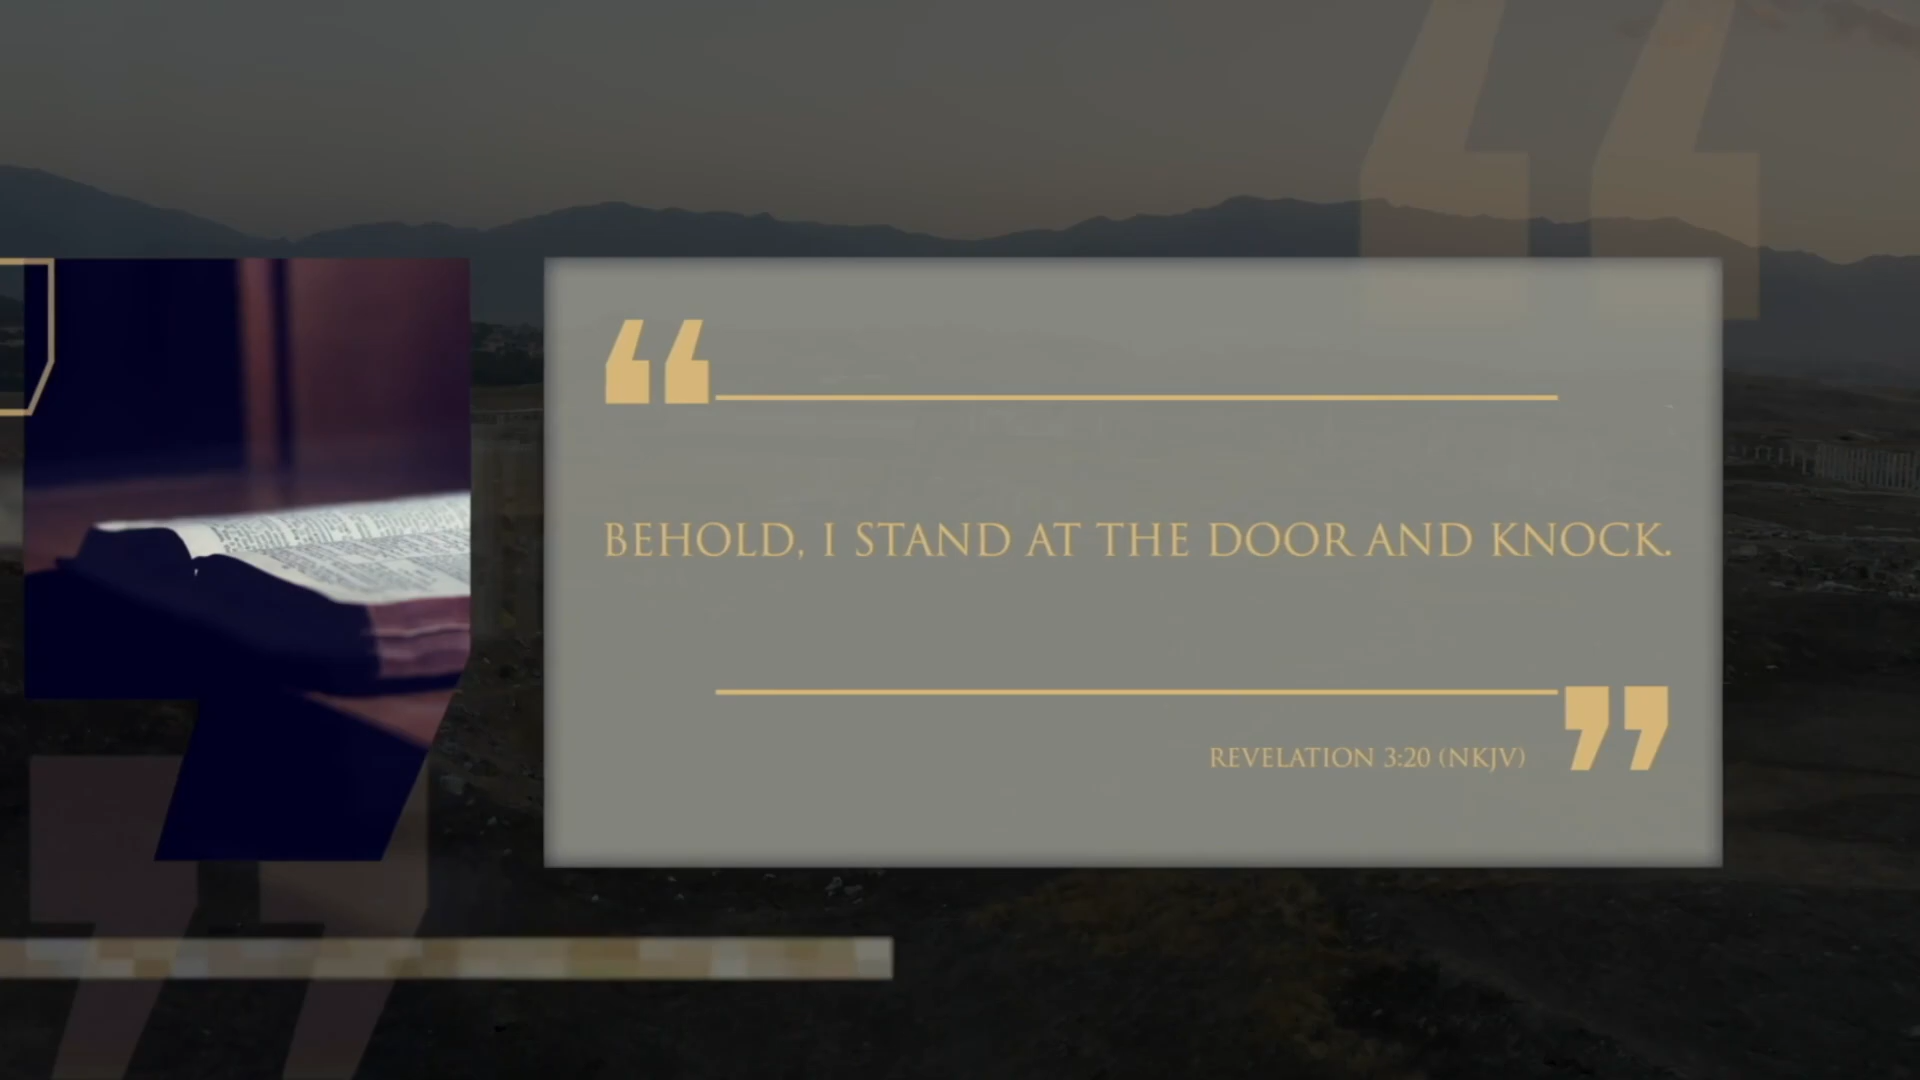 “
BEHOLD, I STAND AT THE DOOR AND KNOCK.
”
REVELATION 3:20 (NKJV)